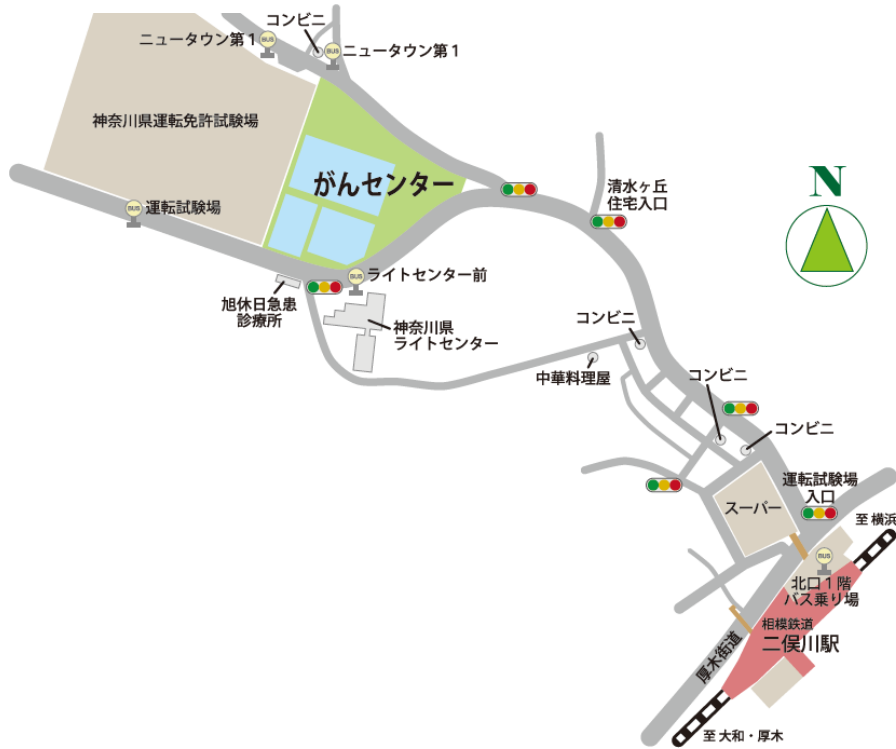 コンビニ
ニュータウン第1
BUS
BUS
ニュータウン第1
神奈川県運転免許試験場
がんセンター
清水ヶ丘
住宅入口
N
BUS
運転試験場
BUS
ライトセンター前
旭休日急患
診療所
神奈川県
ライトセンター
コンビニ
中華料理屋
コンビニ
コンビニ
運転試験場
入口
スーパー
至 横浜
BUS
北口1階
バス乗り場
相模鉄道
二俣川駅
厚木街道
至 大和・厚木